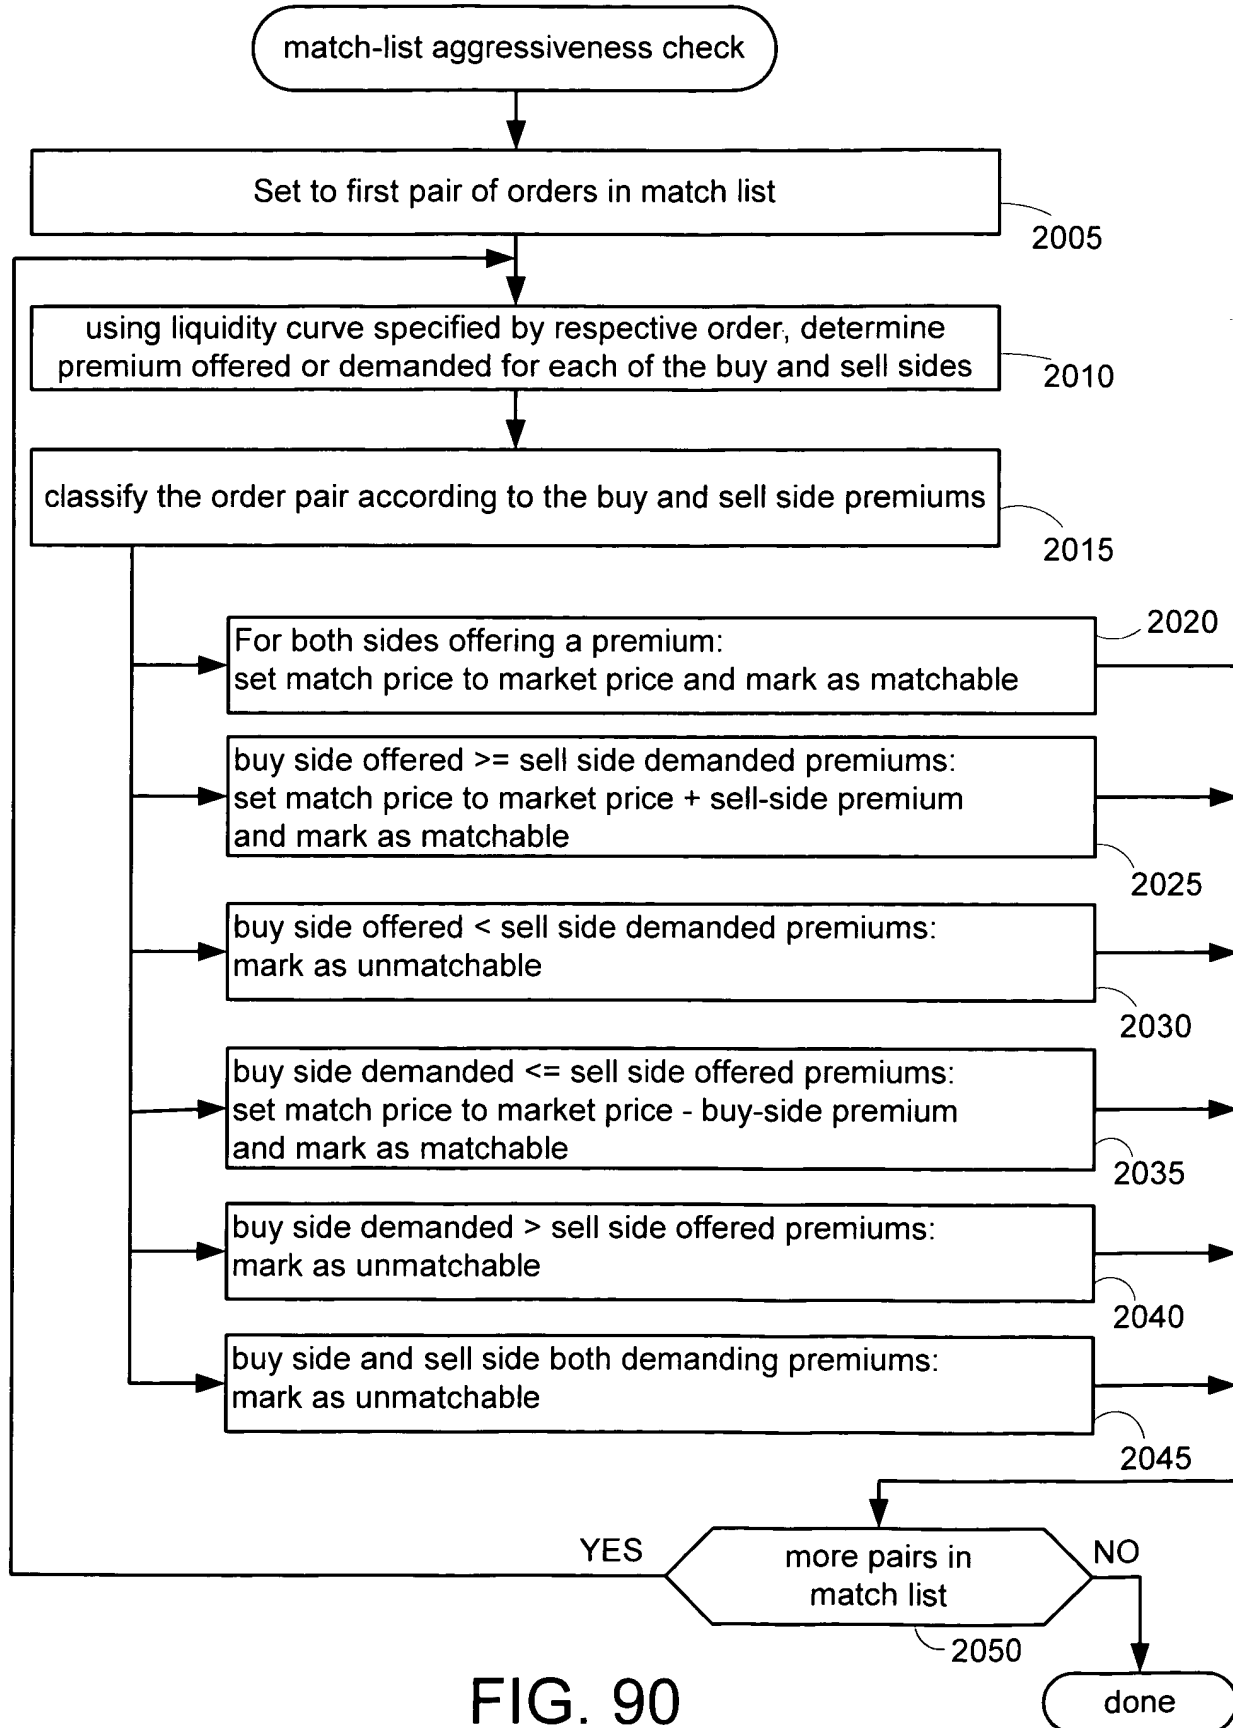 match-list aggressiveness check
Set to first pair of orders in match list
2005
using liquidity curve specified by respective order, determine
premium offered or demanded for each of the buy and sell sides
2010
classify the order pair according to the buy and sell side premiums
2015
For both sides offering a premium:
set match price to market price and mark as matchable
2020
buy side offered >= sell side demanded premiums:
set match price to market price + sell-side premium
and mark as matchable
2025
buy side offered < sell side demanded premiums:
mark as unmatchable
2030
buy side demanded <= sell side offered premiums:
set match price to market price - buy-side premium
and mark as matchable
2035
buy side demanded > sell side offered premiums:
mark as unmatchable
2040
buy side and sell side both demanding premiums:
mark as unmatchable
2045
YES
more pairs in
match list
NO
2050
done
FIG. 90